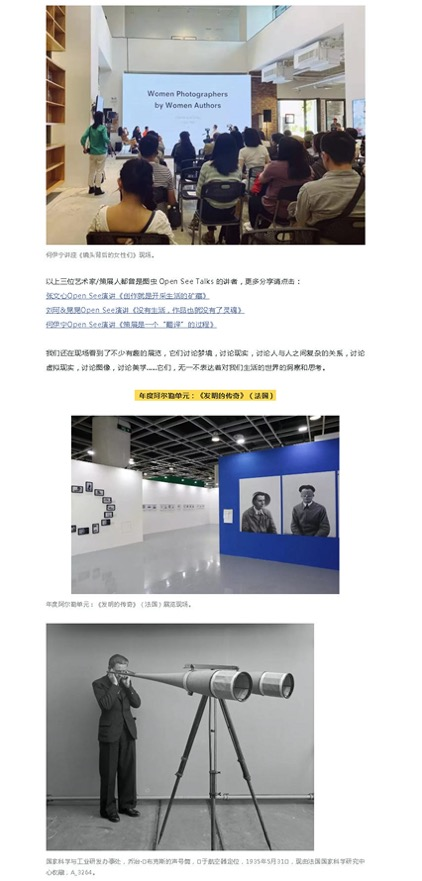 Women Photographers
by Women Authors
何伊宁讲座《镜头背后的女性们》现场。
以上三位艺术家/策展人都曾是图虫 Open See Talks 的讲者，更多分享请点击：
张文心Open See演讲《创作就是开采生活的矿藏》
刘珂&晃晃Open See演讲《没有生活，作品也就没有了灵魂》
何伊宁Open See演讲《策展是一个“翻译”的过程》
我们还在现场看到了不少有趣的展览，它们讨论梦境，讨论现实，讨论人与人之间复杂的关系，讨论
虚拟现实，讨论图像，讨论美学……它们，无一不表达着对我们生活的世界的洞察和思考。
年度阿尔勒单元：《发明的传奇》（法国）
年度阿尔勒单元：《发明的传奇》（法国）展览现场。
国家科学与工业研发办事处，乔治·布克斯的声号筒，用于航空器定位，1935年5月31日，民由法国国家科学研究中
心收藏，A_3264。